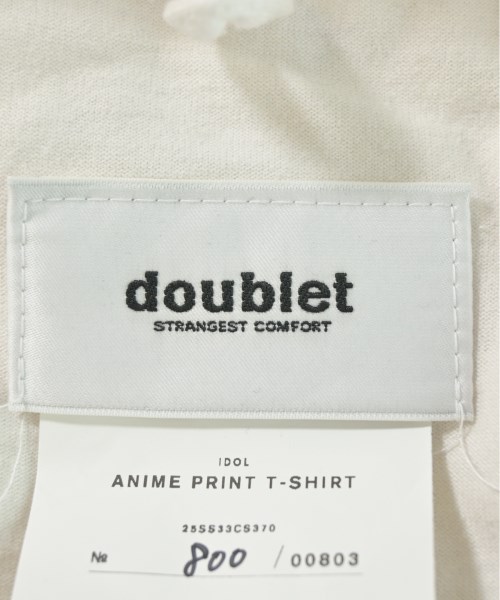 doublet
STRANGEST COMFORT
IDOL
ANIME PRINT T-SHIRT
25SS33CS370
№ 800 / 00803